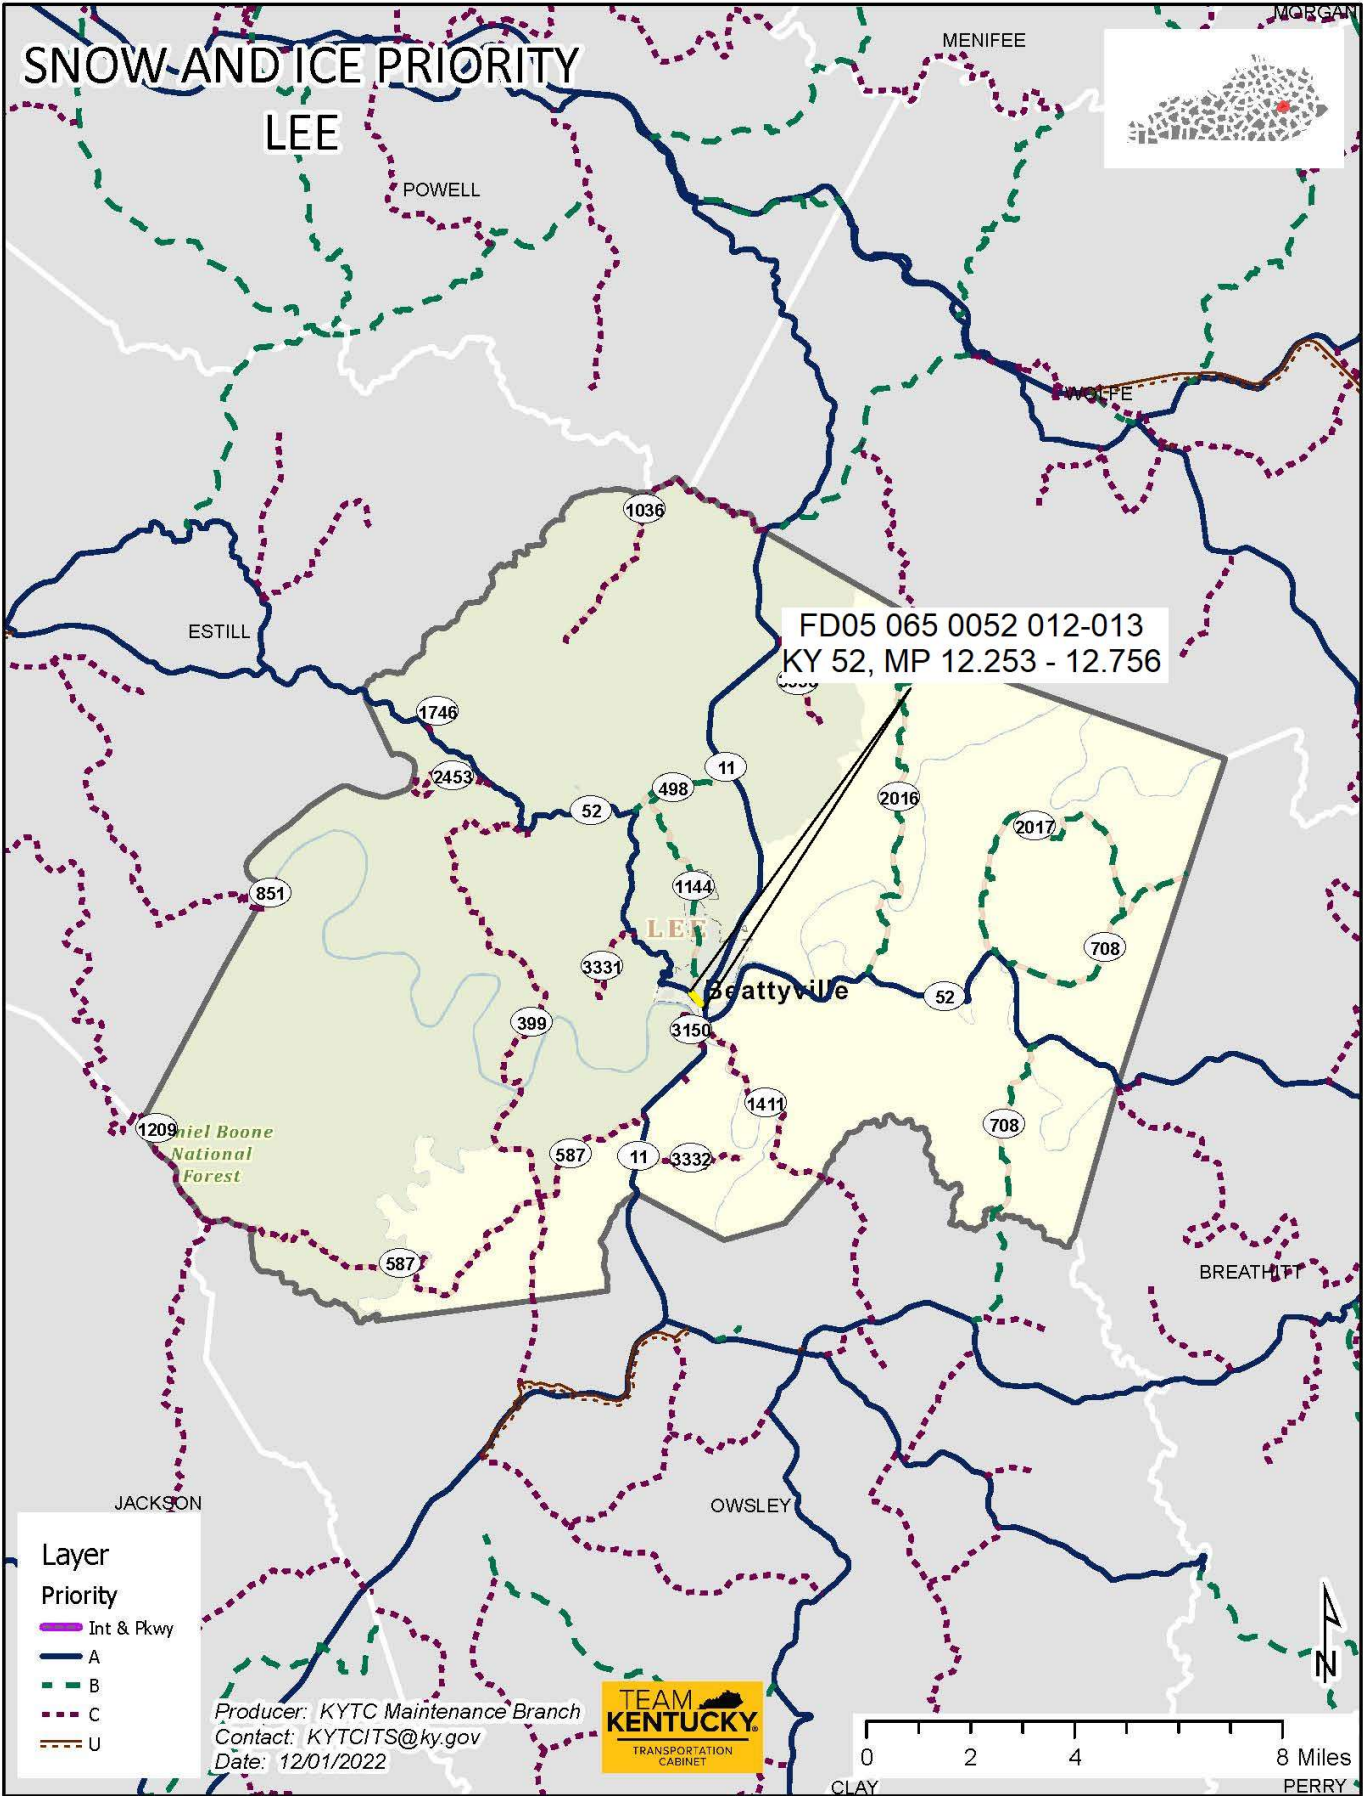 MORGAN
SNOW AND ICE PRIORITY
LEE
MENIFEE
POWELL
WOLFE
1036
ESTILL
FD05 065 0052 012-013
KY 52, MP 12.253 - 12.756
1746
2453
11
498
52
2016
2017
1144
851
LEE
708
3331
Beattyville
52
399
3150
1411
1209
niel Boone
National
Forest
708
587
11
3332
587
BREATHITT
JACKSON
OWSLEY
Layer
Priority
Int & Pkwy
A
B
C
U
Producer: KYTC Maintenance Branch
Contact: KYTCITS@ky.gov
Date: 12/01/2022
TEAM
KENTUCKY®
TRANSPORTATION
CABINET
N
0 2 4 8 Miles
CLAY
PERRY